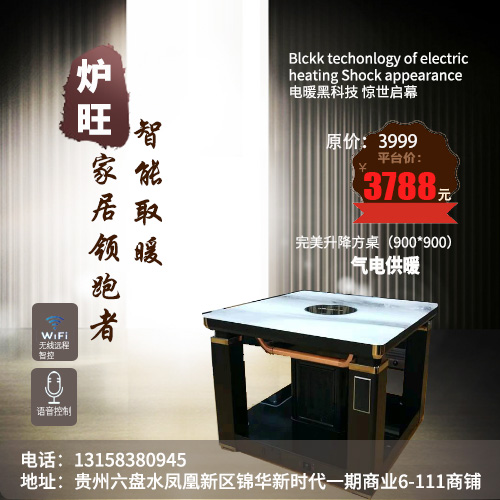 炉旺
智能取暖
家居领跑者
Blckk techonlogy of electric
heating Shock appearance
电暖黑科技 惊世启幕
原价：3999
平台价：
¥3788元
完美升降方桌（900*900）
气电供暖
WiFi
无线远程
智控
语音控制
电话：13158380945
地址：贵州六盘水凤凰新区锦华新时代一期商业6-111商铺